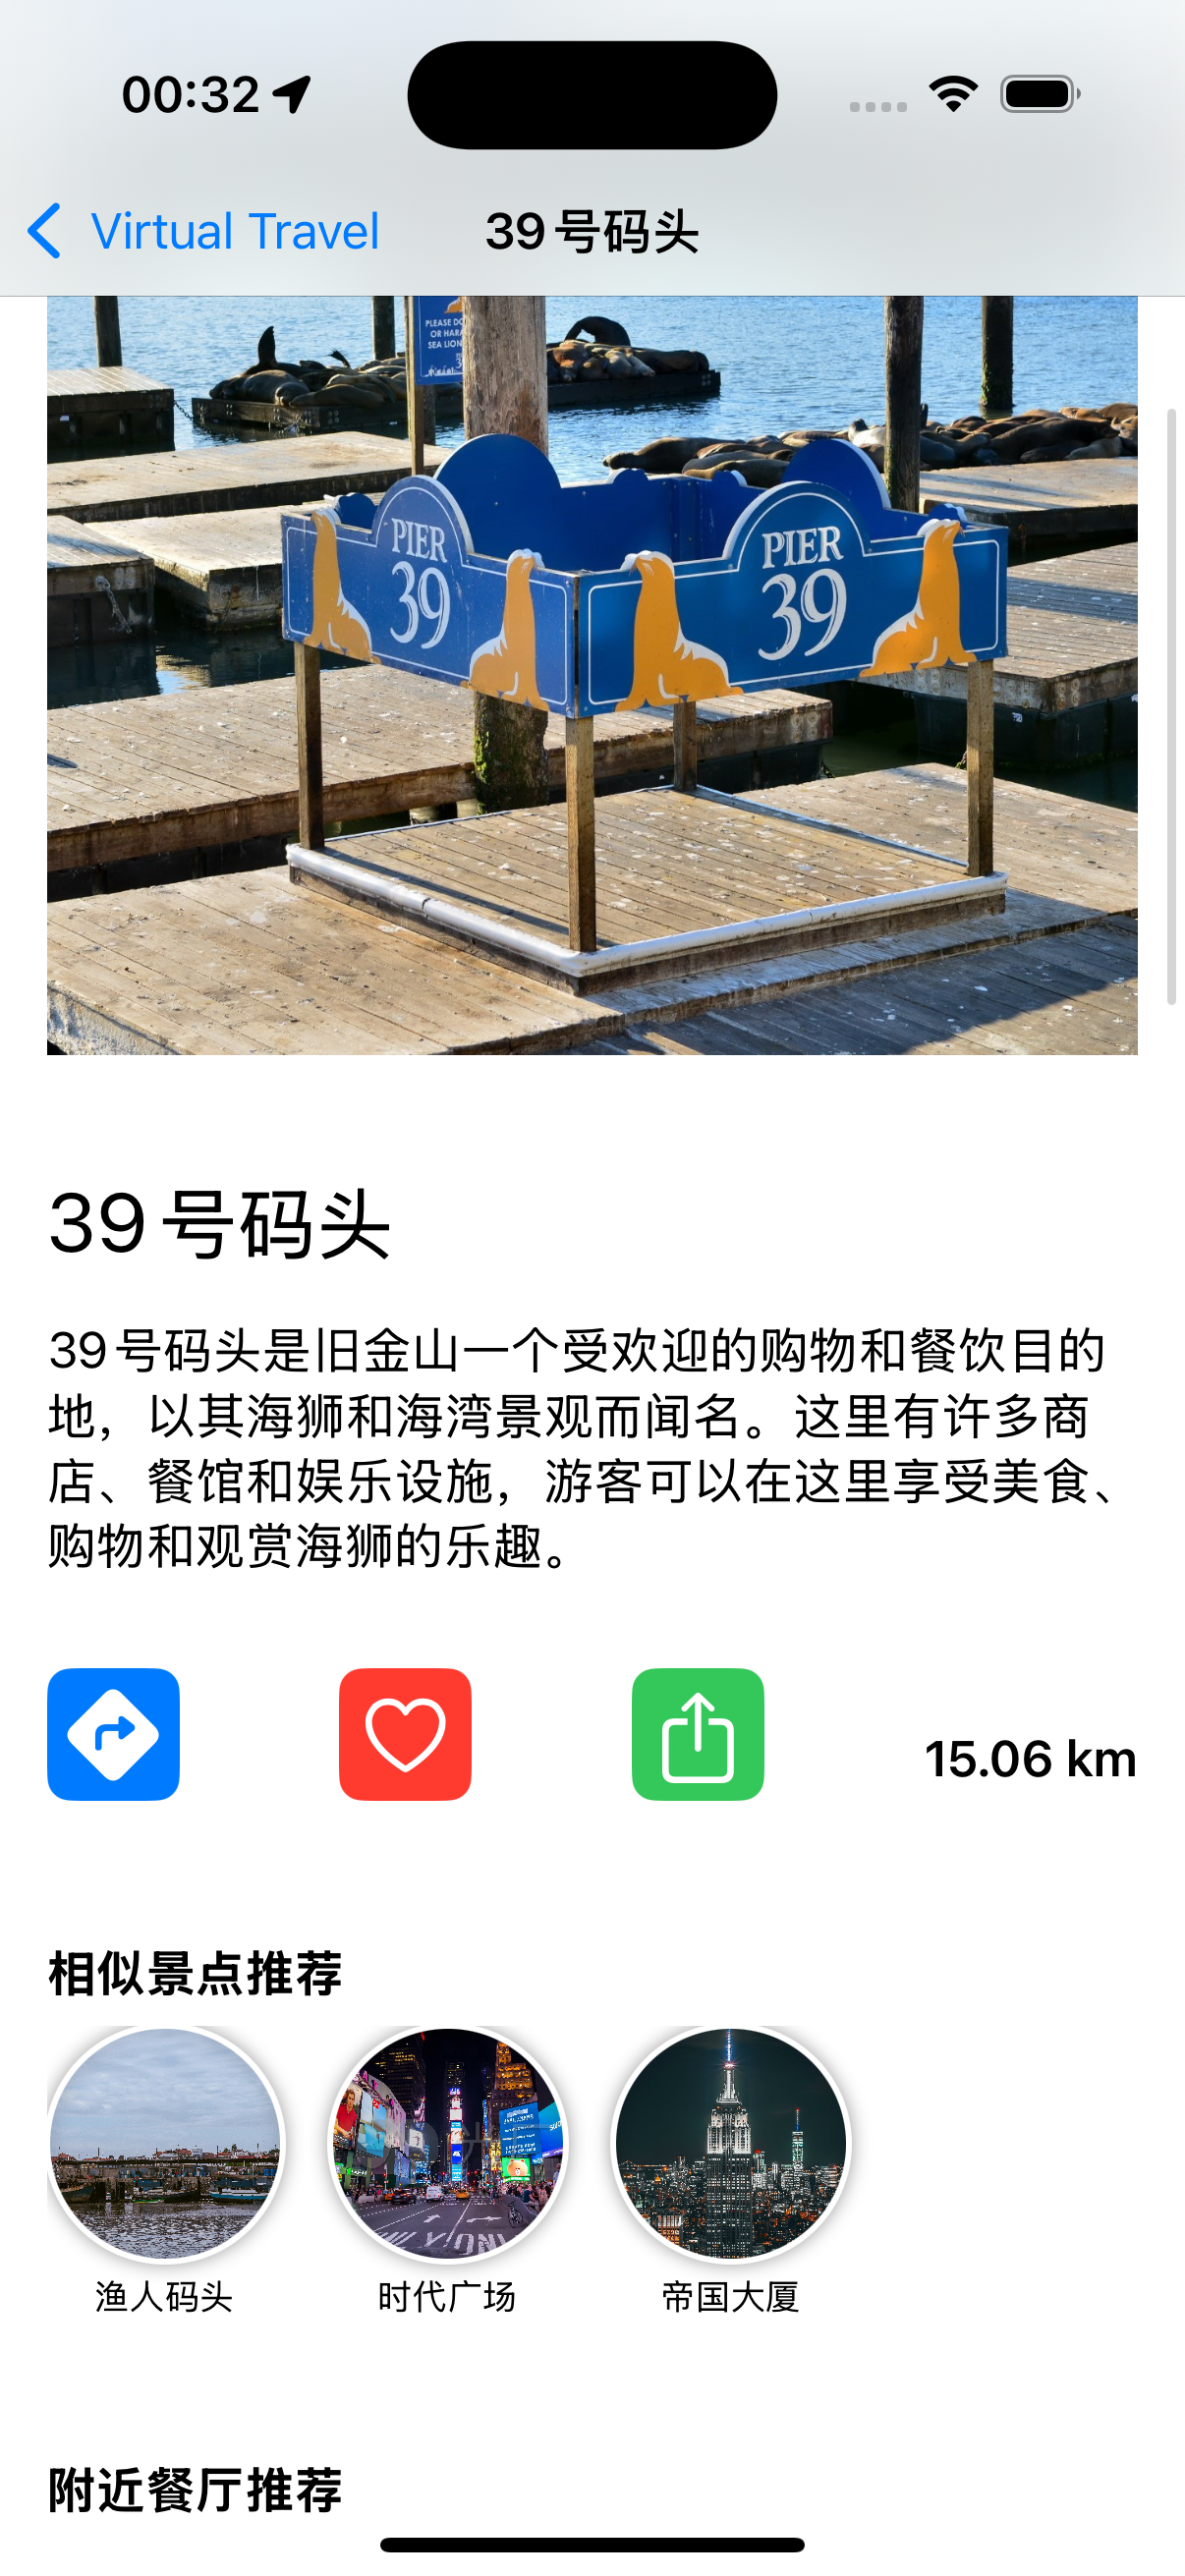 00:32
Virtual Travel
39号码头
PLEASE DO
OR HARA
SEA LION
PIER
39
PIER
39
39号码头
39号码头是旧金山一个受欢迎的购物和餐饮目的
地，以其海狮和海湾景观而闻名。这里有许多商
店、餐馆和娱乐设施，游客可以在这里享受美食、
购物和观赏海狮的乐趣。
15.06 km
相似景点推荐
渔人码头
时代广场
帝国大厦
附近餐厅推荐